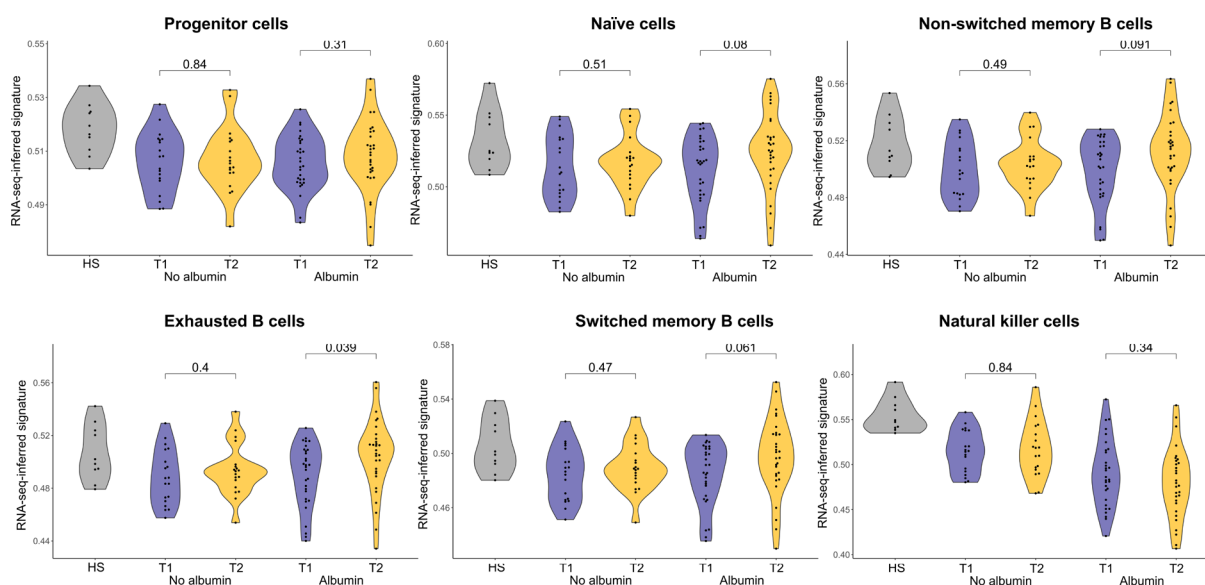 Progenitor cells
RNA-seq-inferred signature
0.55
0.53
0.51
0.49
0.84
0.31
HS T1 T2 T1 T2
No albumin Albumin
Naïve cells
RNA-seq-inferred signature
0.60
0.55
0.50
0.51
0.08
HS T1 T2 T1 T2
No albumin Albumin
Non-switched memory B cells
RNA-seq-inferred signature
0.56
0.52
0.48
0.44
0.49
0.091
HS T1 T2 T1 T2
No albumin Albumin
Exhausted B cells
RNA-seq-inferred signature
0.56
0.52
0.48
0.44
0.4
0.039
HS T1 T2 T1 T2
No albumin Albumin
Switched memory B cells
RNA-seq-inferred signature
0.58
0.54
0.50
0.46
0.47
0.061
HS T1 T2 T1 T2
No albumin Albumin
Natural killer cells
RNA-seq-inferred signature
0.60
0.55
0.50
0.45
0.40
0.84
0.34
HS T1 T2 T1 T2
No albumin Albumin